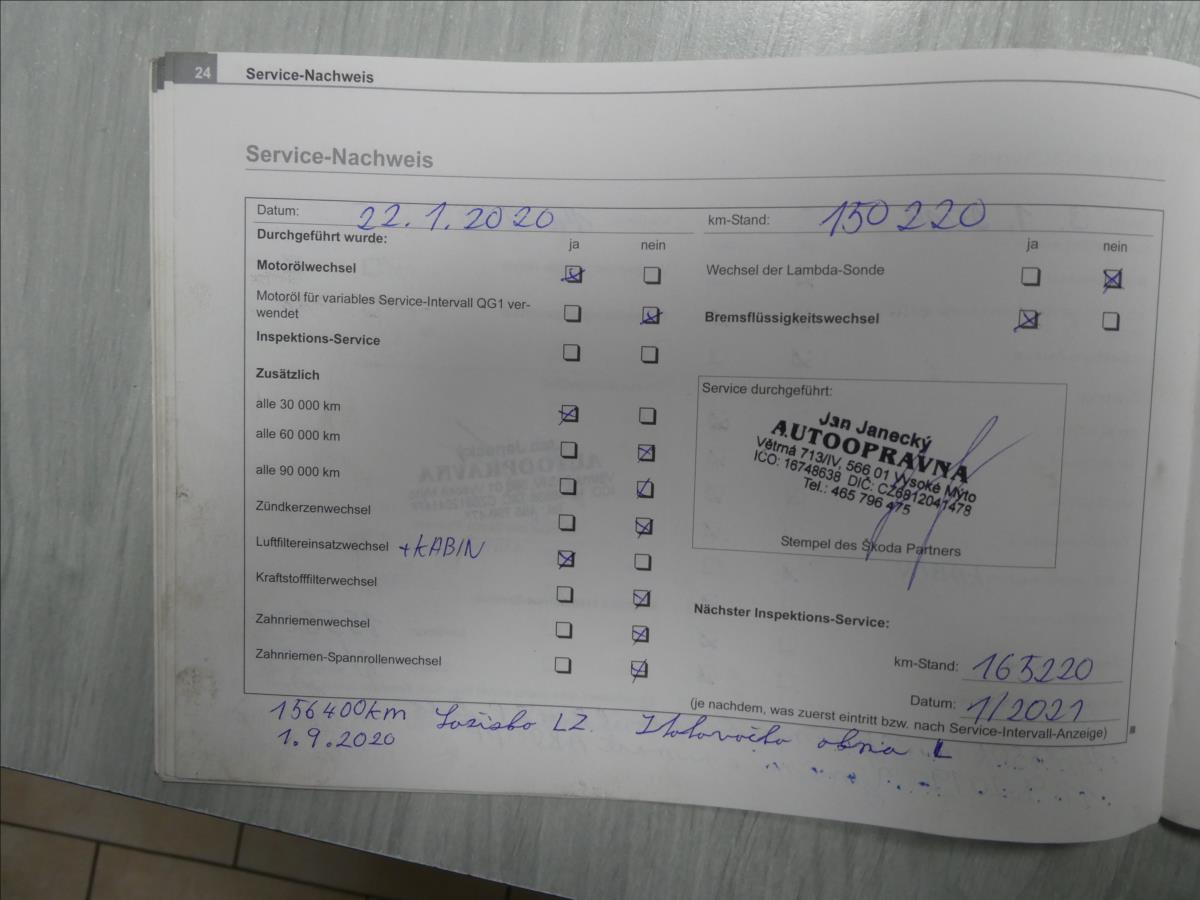 24 Service-Nachweis
Service-Nachweis
Datum: 22.1.2020
km-Stand: 150220
Durchgeführt wurde: ja nein
ja nein
Motorölwechsel
Wechsel der Lambda-Sonde
Motoröl für variables Service-Intervall QG1 ver-
wendet
Bremsflüssigkeitswechsel
Inspektions-Service
Zusätzlich
alle 30 000 km
alle 60 000 km
alle 90 000 km
Zündkerzenwechsel
Luftfiltereinsatzwechsel +KABIN
Kraftstofffilterwechsel
Zahnriemenwechsel
Zahnriemen-Spannrollenwechsel
Service durchgeführt:
Jan Janecký
AUTOOPRAVNA
Větrná 713/IV, 566 01 Vysoké Mýto
ICO: 16748638 DIČ: CZ6812041478
Tel.: 465 796 475
Stempel des Škoda Partners
Nächster Inspektions-Service:
km-Stand: 165220
Datum: 1/2021
(je nachdem, was zuerst eintritt bzw. nach Service-Intervall-Anzeige)
156400km Ložisko LZ. okna L
1.9.2020